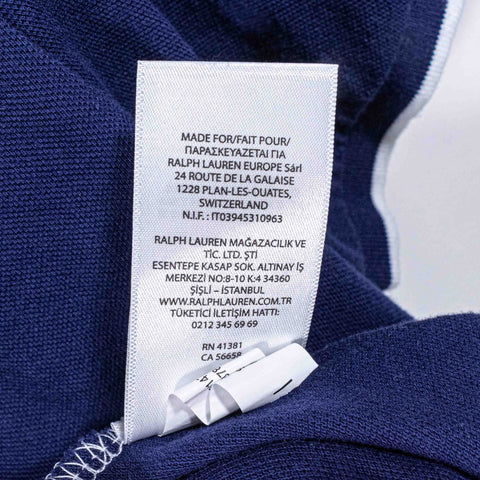 MADE FOR/FAIT POUR/
ΠΑΡΑΣΚΕΥΑΖΕΤΑΙ ΓΙΑ
RALPH LAUREN EUROPE Sárl
24 ROUTE DE LA GALAISE
1228 PLAN-LES-OUATES,
SWITZERLAND
N.I.F. : IT03945310963
RALPH LAUREN MAĞAZACILIK VE
TİC. LTD. ŞTİ
ESENTEPE KASAP SOK. ALTINAY İŞ
MERKEZİ NO:8-10 K:4 34360
ŞİŞLİ – İSTANBUL
WWW.RALPHLAUREN.COM.TR
TÜKETİCİ İLETİŞİM HATTI:
0212 345 69 69
RN 41381
CA 56658